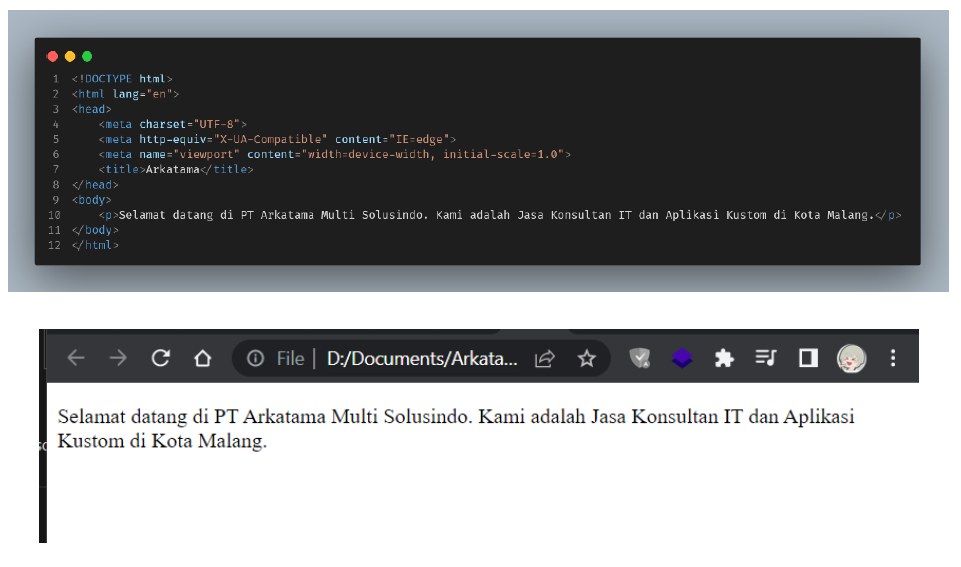 1 <!DOCTYPE html>
2 <html lang="en">
3 <head>
4     <meta charset="UTF-8">
5     <meta http-equiv="X-UA-Compatible" content="IE=edge">
6     <meta name="viewport" content="width=device-width, initial-scale=1.0">
7     <title>Arkatama</title>
8 </head>
9 <body>
10     <p>Selamat datang di PT Arkatama Multi Solusindo. Kami adalah Jasa Konsultan IT dan Aplikasi Kustom di Kota Malang.</p>
11 </body>
12 </html>
File | D:/Documents/Arkata...
Selamat datang di PT Arkatama Multi Solusindo. Kami adalah Jasa Konsultan IT dan Aplikasi
Kustom di Kota Malang.